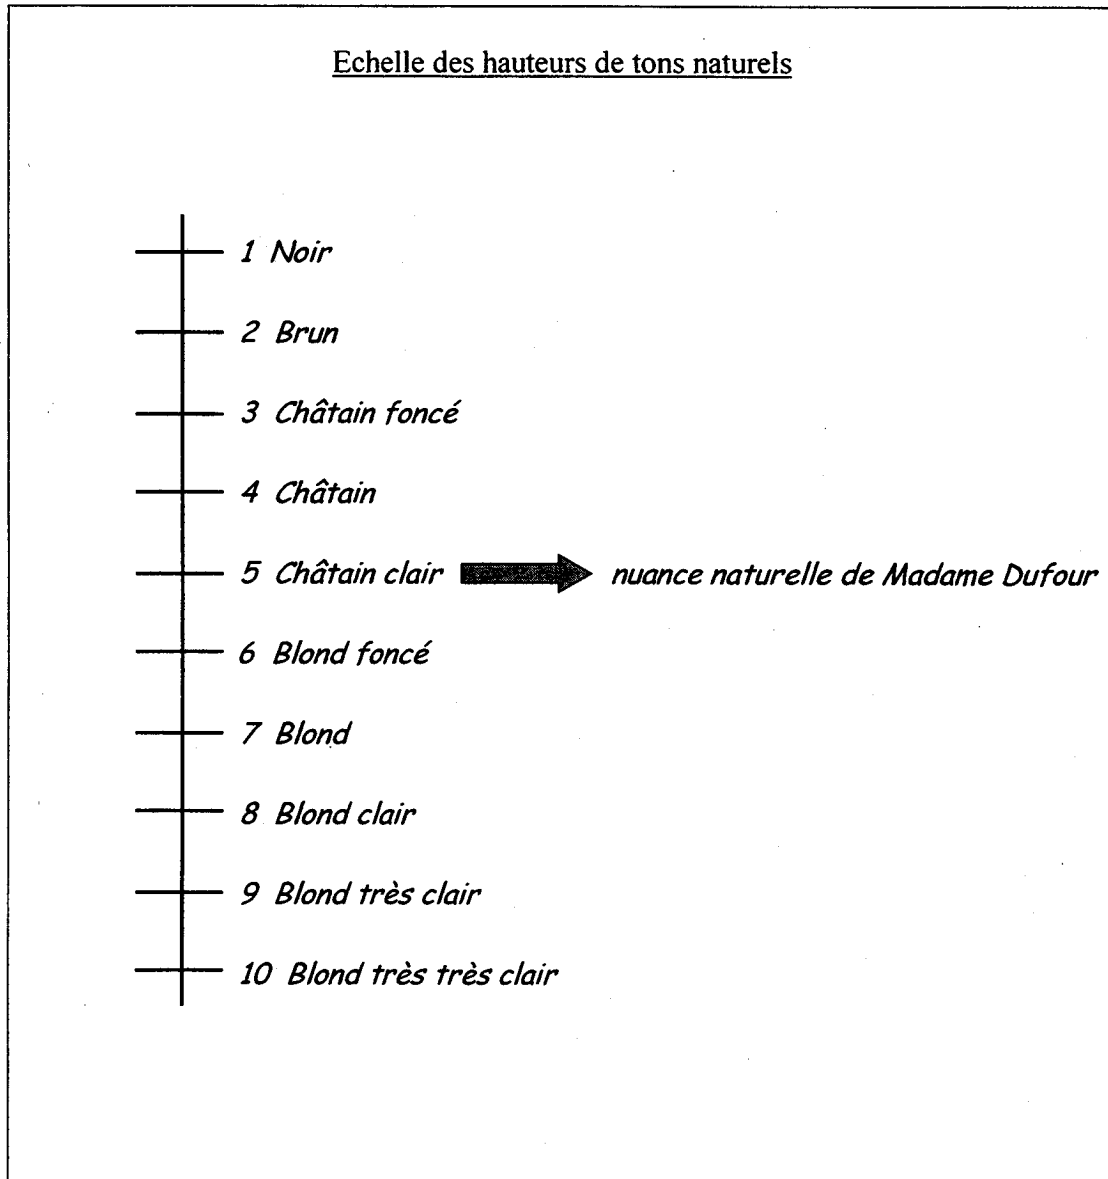 Echelle des hauteurs de tons naturels
1 Noir
2 Brun
3 Châtain foncé
4 Châtain
5 Châtain clair nuance naturelle de Madame Dufour
6 Blond foncé
7 Blond
8 Blond clair
9 Blond très clair
10 Blond très très clair